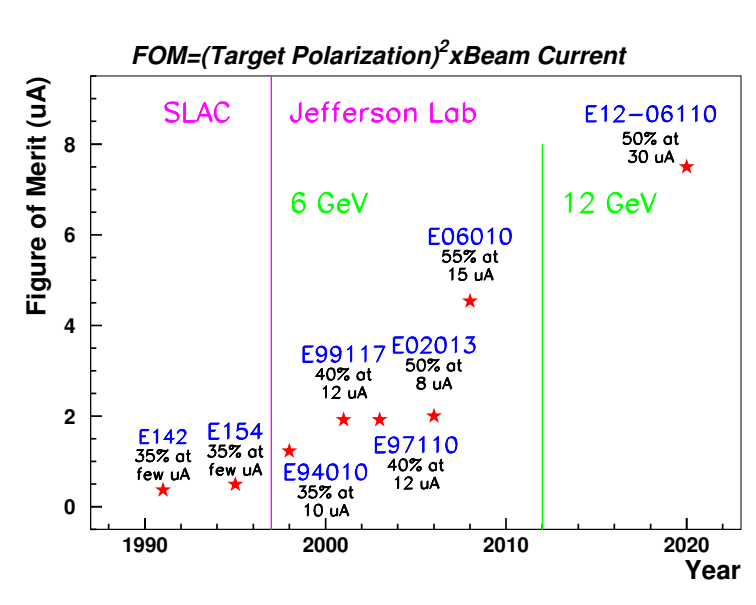 FOM=(Target Polarization)²xBeam Current
Figure of Merit (uA)
SLAC
Jefferson Lab
6 GeV
12 GeV
E12-06110
50% at
30 uA
E06010
55% at
15 uA
E99117
40% at
12 uA
E02013
50% at
8 uA
E142
35% at
few uA
E154
35% at
few uA
E94010
35% at
10 uA
E97110
40% at
12 uA
8
6
4
2
0
1990
2000
2010
2020
Year